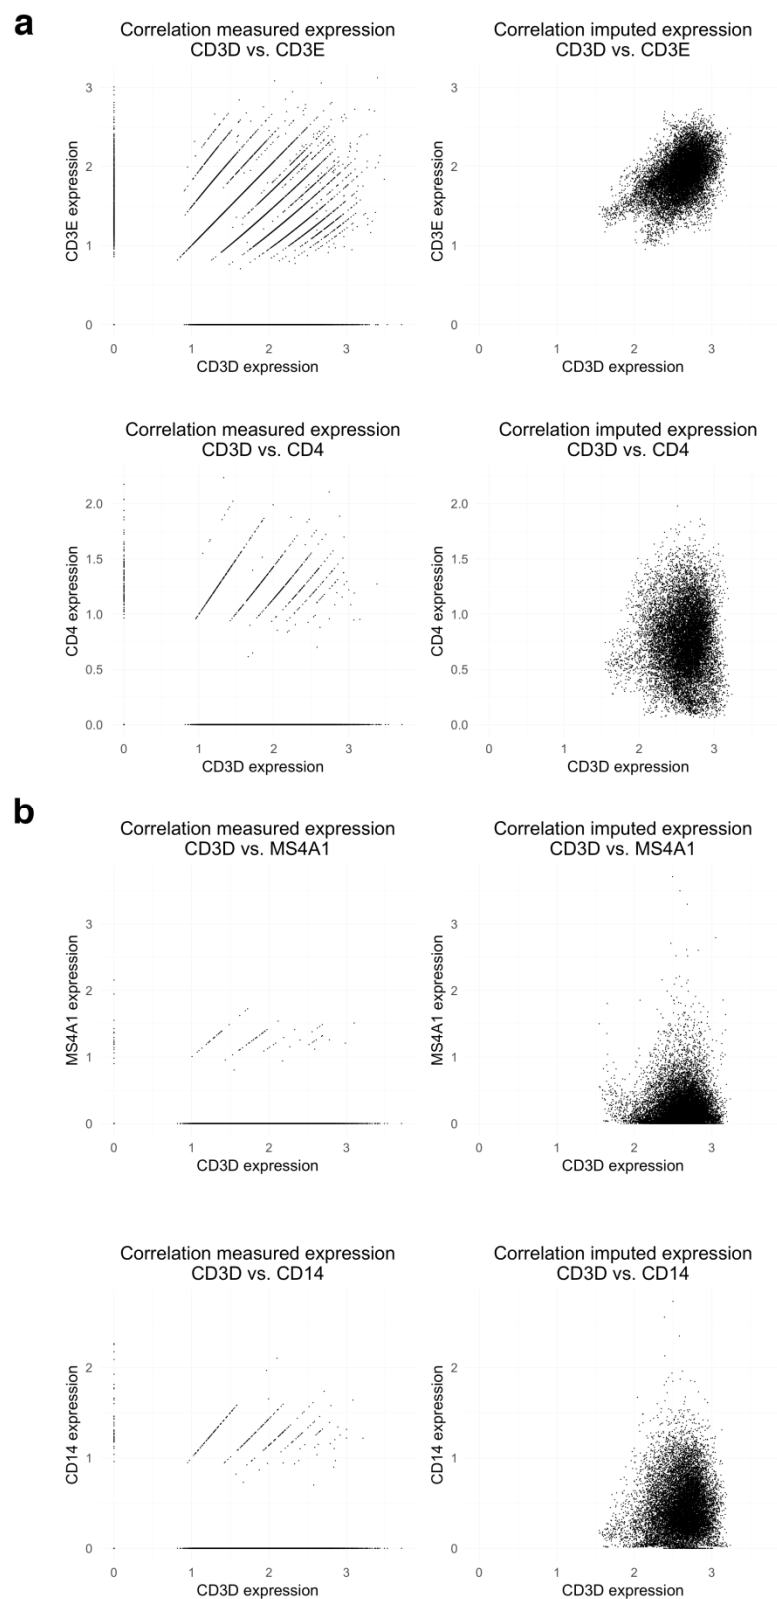 a
Correlation measured expression
CD3D vs. CD3E
CD3E expression
3
2
1
0
0 1 2 3
CD3D expression
Correlation imputed expression
CD3D vs. CD3E
CD3E expression
3
2
1
0
0 1 2 3
CD3D expression
Correlation measured expression
CD3D vs. CD4
CD4 expression
2.0
1.5
1.0
0.5
0.0
0 1 2 3
CD3D expression
Correlation imputed expression
CD3D vs. CD4
CD4 expression
2.0
1.5
1.0
0.5
0.0
0 1 2 3
CD3D expression
b
Correlation measured expression
CD3D vs. MS4A1
MS4A1 expression
3
2
1
0
0 1 2 3
CD3D expression
Correlation imputed expression
CD3D vs. MS4A1
MS4A1 expression
3
2
1
0
0 1 2 3
CD3D expression
Correlation measured expression
CD3D vs. CD14
CD14 expression
2
1
0
0 1 2 3
CD3D expression
Correlation imputed expression
CD3D vs. CD14
CD14 expression
2
1
0
0 1 2 3
CD3D expression